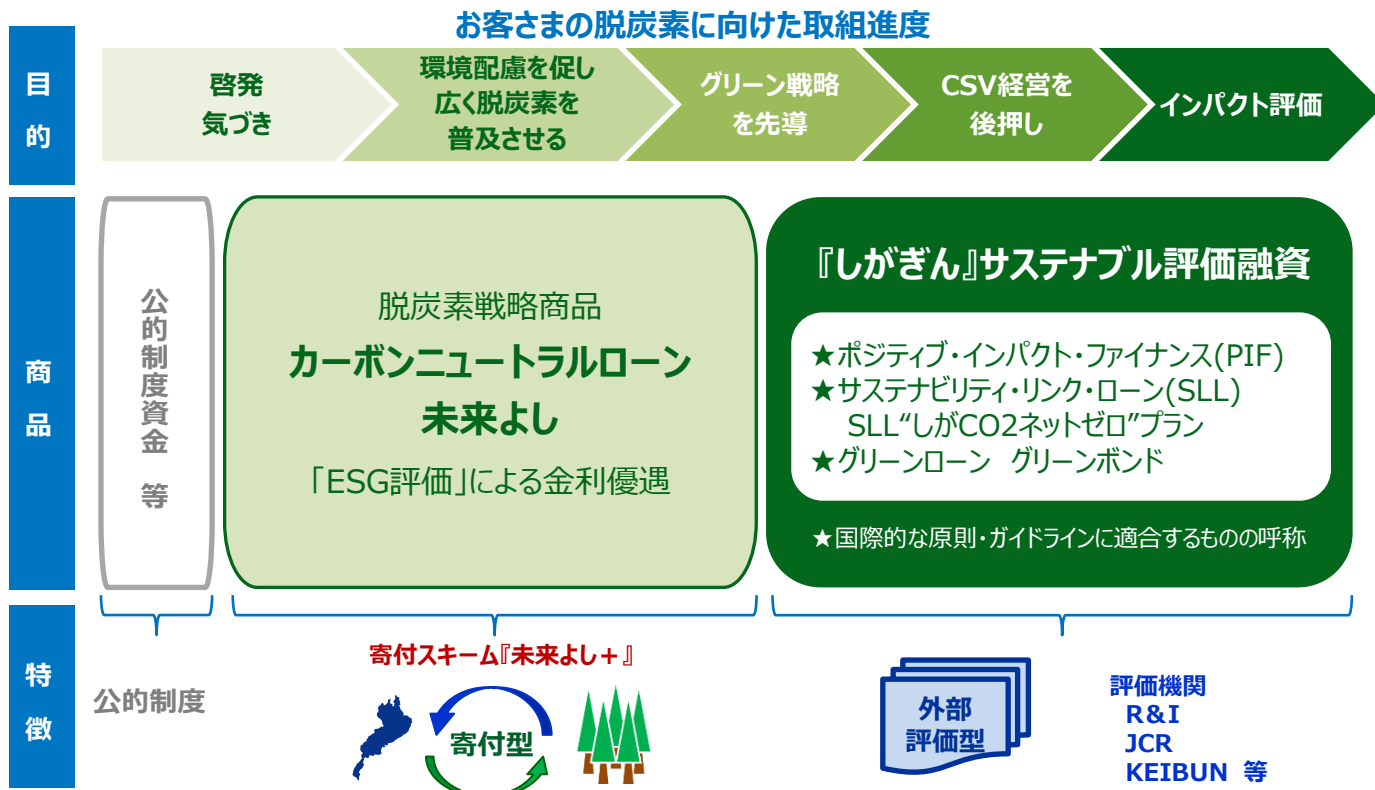 お客さまの脱炭素に向けた取組進度
目的
啓発
気づき
環境配慮を促し
広く脱炭素を
普及させる
グリーン戦略
を先導
CSV経営を
後押し
インパクト評価
商品
公的制度資金 等
脱炭素戦略商品
カーボンニュートラルローン
未来よし
「ESG評価」による金利優遇
『しがぎん』サステナブル評価融資
★ポジティブ・インパクト・ファイナンス(PIF)
★サステナビリティ・リンク・ローン(SLL)
SLL“しがCO2ネットゼロ”プラン
★グリーンローン グリーンボンド
★国際的な原則・ガイドラインに適合するものの呼称
特徴
公的制度
寄付スキーム『未来よし+』
寄付型
外部
評価型
評価機関
R&I
JCR
KEIBUN 等